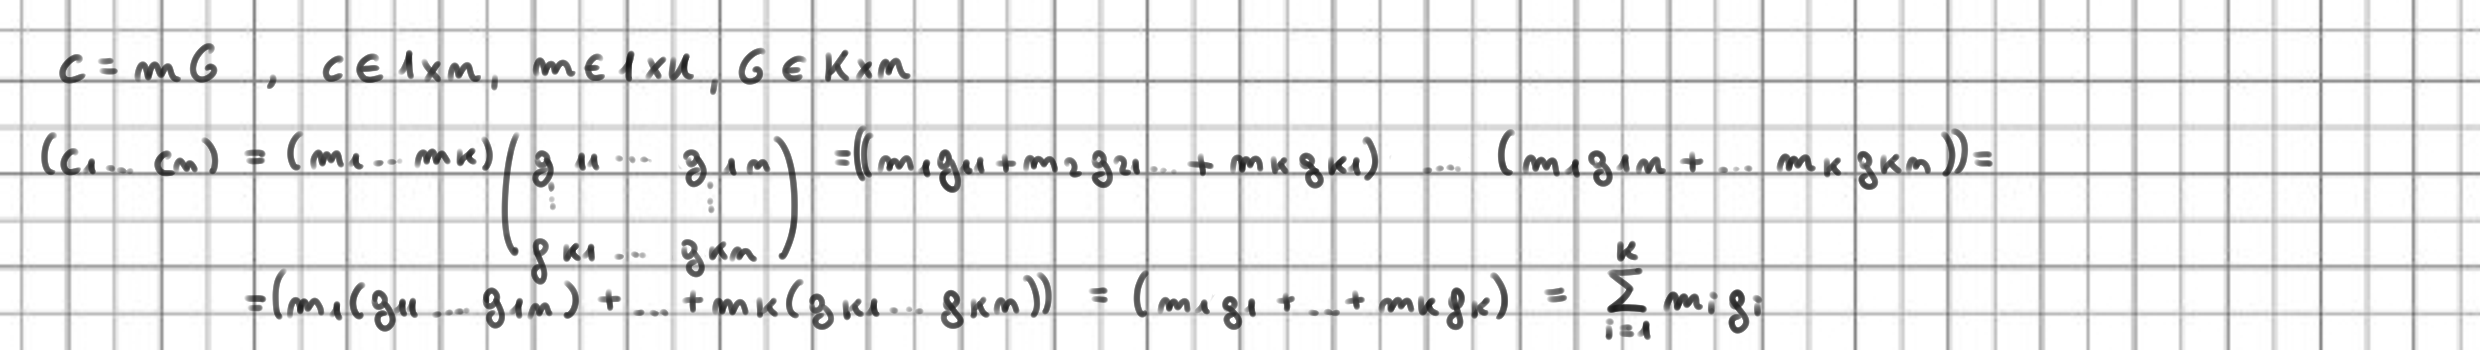 c = mG , c ∈ 1×n, m ∈ 1×k, G ∈ k×n
(c₁... cₙ) = (m₁... mₖ) (g₁₁ ... g₁ₙ ⋮ ⋮ gₖ₁ ... gₖₙ) = ((m₁g₁₁ + m₂g₂₁... + mₖgₖ₁) .... (m₁g₁ₙ + ... mₖgₖₙ)) =
= (m₁(g₁₁ ... g₁ₙ) + ... + mₖ(gₖ₁... gₖₙ)) = (m₁g₁ + ... + mₖgₖ) = ∑ᵢ₌₁ᵏ mᵢgᵢ